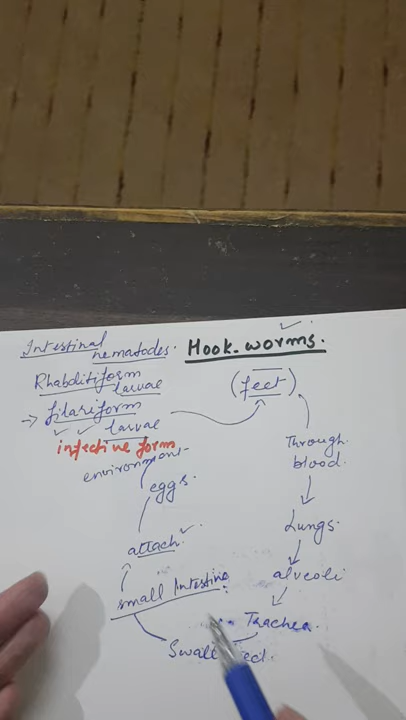 Intestinal nematodes. Hook-worms.
Rhabditiform larvae
(feet)
-> filariform larvae
infective form
environment-
Through blood.
eggs.
Lungs.
attach.
alveoli
small Intestine
Trachea.